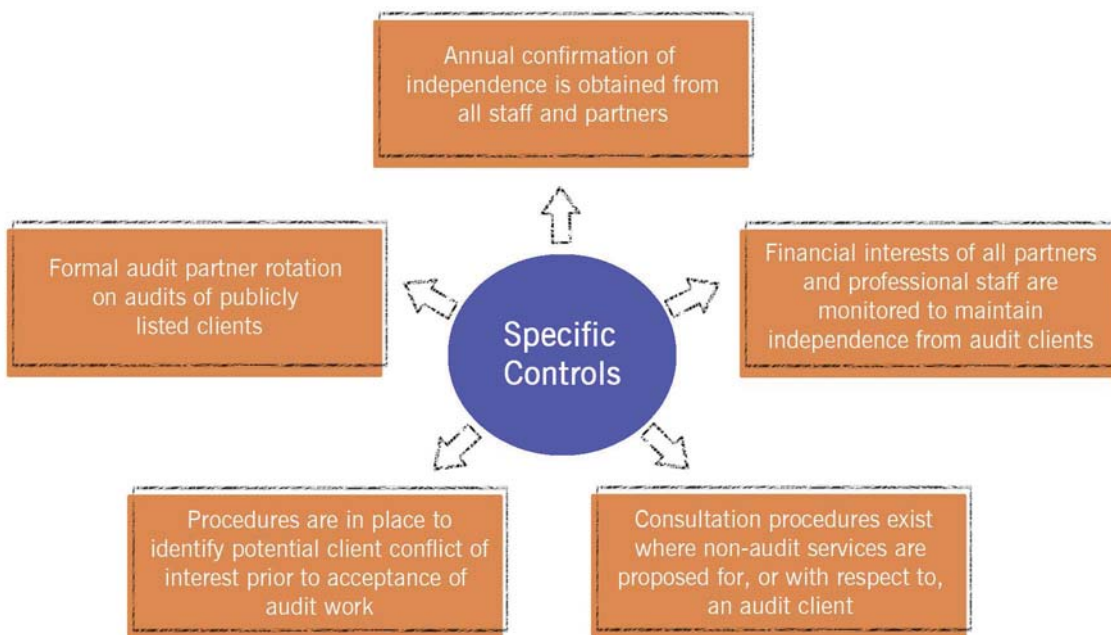 Annual confirmation of
independence is obtained from
all staff and partners
Formal audit partner rotation
on audits of publicly
listed clients
Financial interests of all partners
and professional staff are
monitored to maintain
independence from audit clients
Specific
Controls
Procedures are in place to
identify potential client conflict of
interest prior to acceptance of
audit work
Consultation procedures exist
where non-audit services are
proposed for, or with respect to,
an audit client